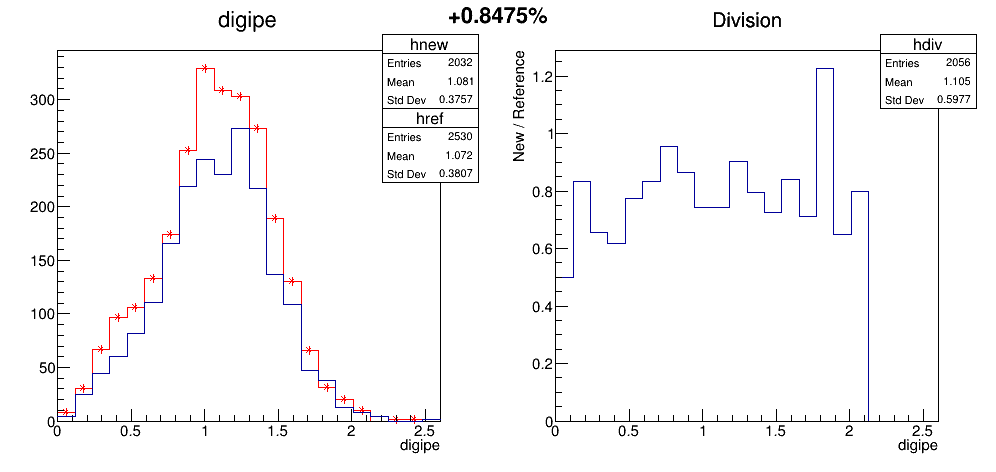 +0.8475%
digipe
hnew
Entries 2032
Mean 1.081
Std Dev 0.3757
href
Entries 2530
Mean 1.072
Std Dev 0.3807
300
250
200
150
100
50
0
0 0.5 1 1.5 2 2.5
digipe
Division
hdiv
Entries 2056
Mean 1.105
Std Dev 0.5977
New / Reference
1.2
1
0.8
0.6
0.4
0.2
0
0 0.5 1 1.5 2 2.5
digipe